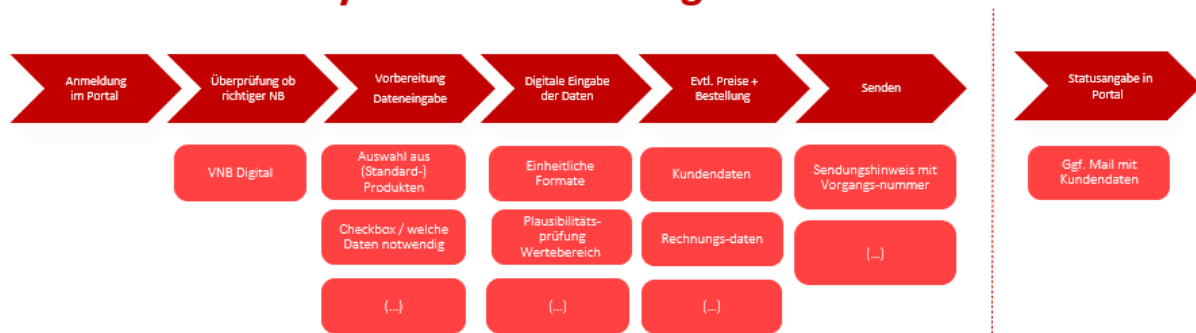 Anmeldung
im Portal
Überprüfung ob
richtiger NB
Vorbereitung
Dateneingabe
Digitale Eingabe
der Daten
Evtl. Preise +
Bestellung
Senden
Statusangabe in
Portal
VNB Digital
Auswahl aus
(Standard-)
Produkten
Checkbox / welche
Daten notwendig
(...)
Einheitliche
Formate
Plausibilitäts-
prüfung
Wertebereich
(...)
Kundendaten
Rechnungs-daten
(...)
Sendungshinweis mit
Vorgangs-nummer
(...)
Ggf. Mail mit
Kundendaten